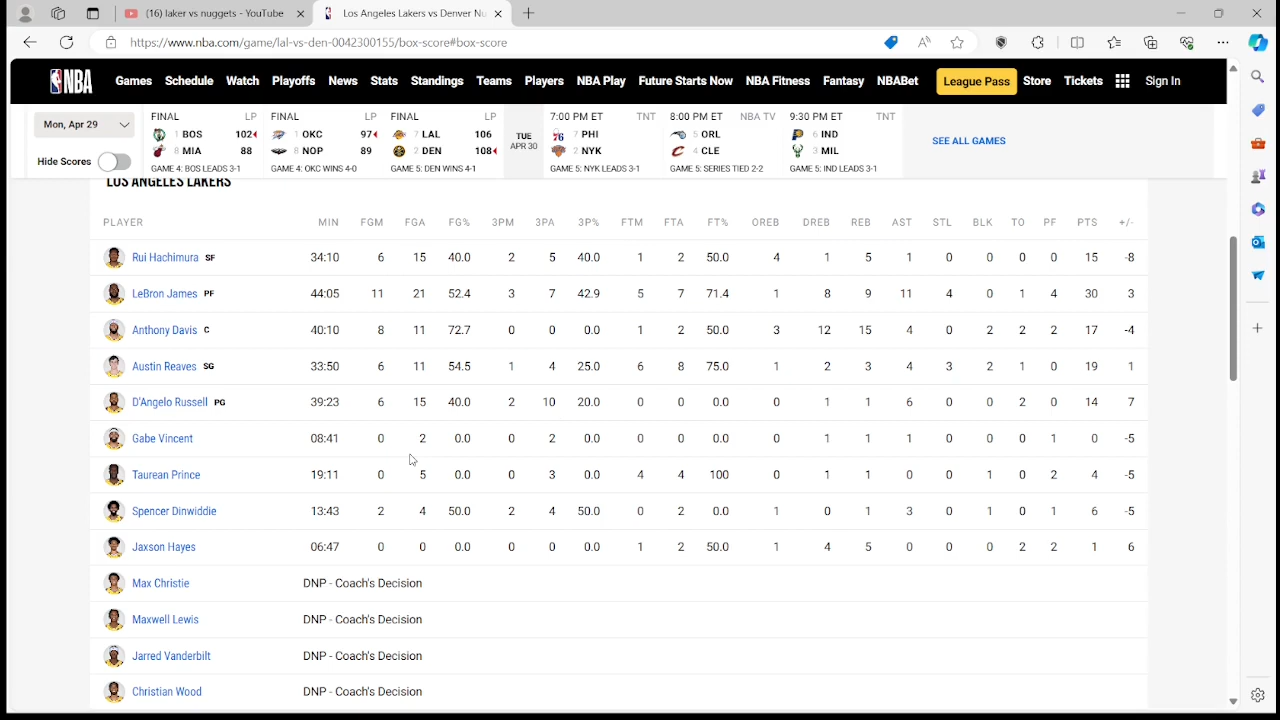 (16) laker vs nuggets - YouTube
Los Angeles Lakers vs Denver Nu
https://www.nba.com/game/lal-vs-den-0042300155/box-score#box-score
NBA Games Schedule Watch Playoffs News Stats Standings Teams Players NBA Play Future Starts Now NBA Fitness Fantasy NBABet League Pass Store Tickets Sign In
Mon, Apr 29
Hide Scores
FINAL LP
1 BOS 102
8 MIA 88
GAME 4: BOS LEADS 3-1
FINAL LP
1 OKC 97
8 NOP 89
GAME 4: OKC WINS 4-0
FINAL LP
7 LAL 106
2 DEN 108
GAME 5: DEN WINS 4-1
TUE
APR 30
7:00 PM ET TNT
7 PHI
2 NYK
GAME 5: NYK LEADS 3-1
8:00 PM ET NBA TV
5 ORL
4 CLE
GAME 5: SERIES TIED 2-2
9:30 PM ET TNT
6 IND
3 MIL
GAME 5: IND LEADS 3-1
SEE ALL GAMES
LOS ANGELES LAKERS
PLAYER MIN FGM FGA FG% 3PM 3PA 3P% FTM FTA FT% OREB DREB REB AST STL BLK TO PF PTS +/-
Rui Hachimura SF 34:10 6 15 40.0 2 5 40.0 1 2 50.0 4 1 5 1 0 0 0 0 15 -8
LeBron James PF 44:05 11 21 52.4 3 7 42.9 5 7 71.4 1 8 9 11 4 0 1 4 30 3
Anthony Davis C 40:10 8 11 72.7 0 0 0.0 1 2 50.0 3 12 15 4 0 2 2 2 17 -4
Austin Reaves SG 33:50 6 11 54.5 1 4 25.0 6 8 75.0 1 2 3 4 3 2 1 0 19 1
D'Angelo Russell PG 39:23 6 15 40.0 2 10 20.0 0 0 0.0 0 1 1 6 0 0 2 0 14 7
Gabe Vincent 08:41 0 2 0.0 0 2 0.0 0 0 0.0 0 1 1 1 0 0 0 1 0 -5
Taurean Prince 19:11 0 5 0.0 0 3 0.0 4 4 100 0 1 1 0 0 1 0 2 4 -5
Spencer Dinwiddie 13:43 2 4 50.0 2 4 50.0 0 2 0.0 1 0 1 3 0 1 0 1 6 -5
Jaxson Hayes 06:47 0 0 0.0 0 0 0.0 1 2 50.0 1 4 5 0 0 0 2 2 1 6
Max Christie DNP - Coach's Decision
Maxwell Lewis DNP - Coach's Decision
Jarred Vanderbilt DNP - Coach's Decision
Christian Wood DNP - Coach's Decision